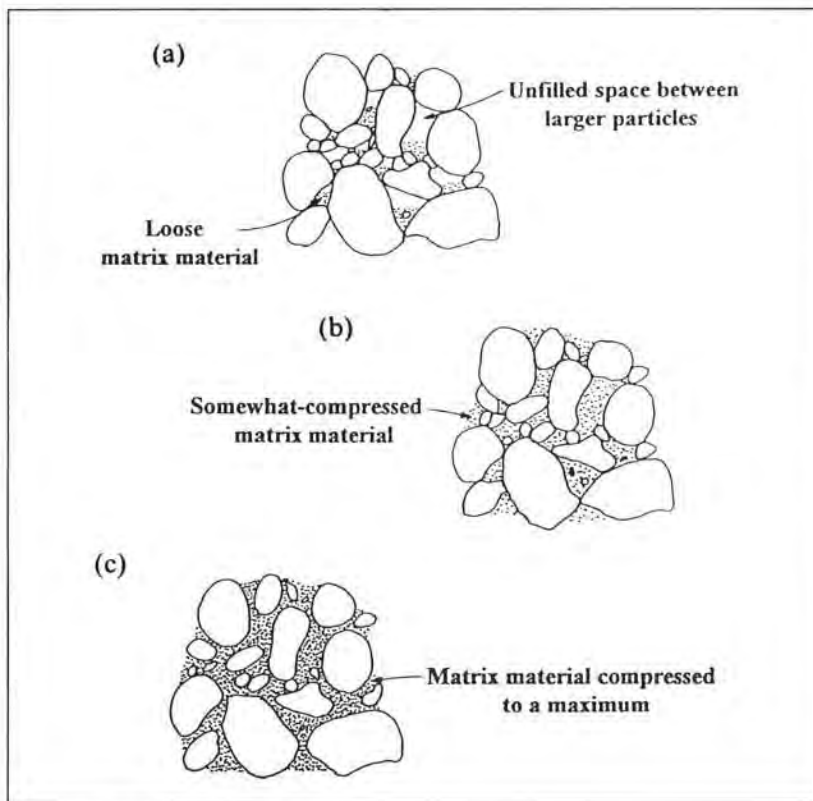 (a)
Unfilled space between
larger particles
Loose
matrix material
(b)
Somewhat-compressed
matrix material
(c)
Matrix material compressed
to a maximum